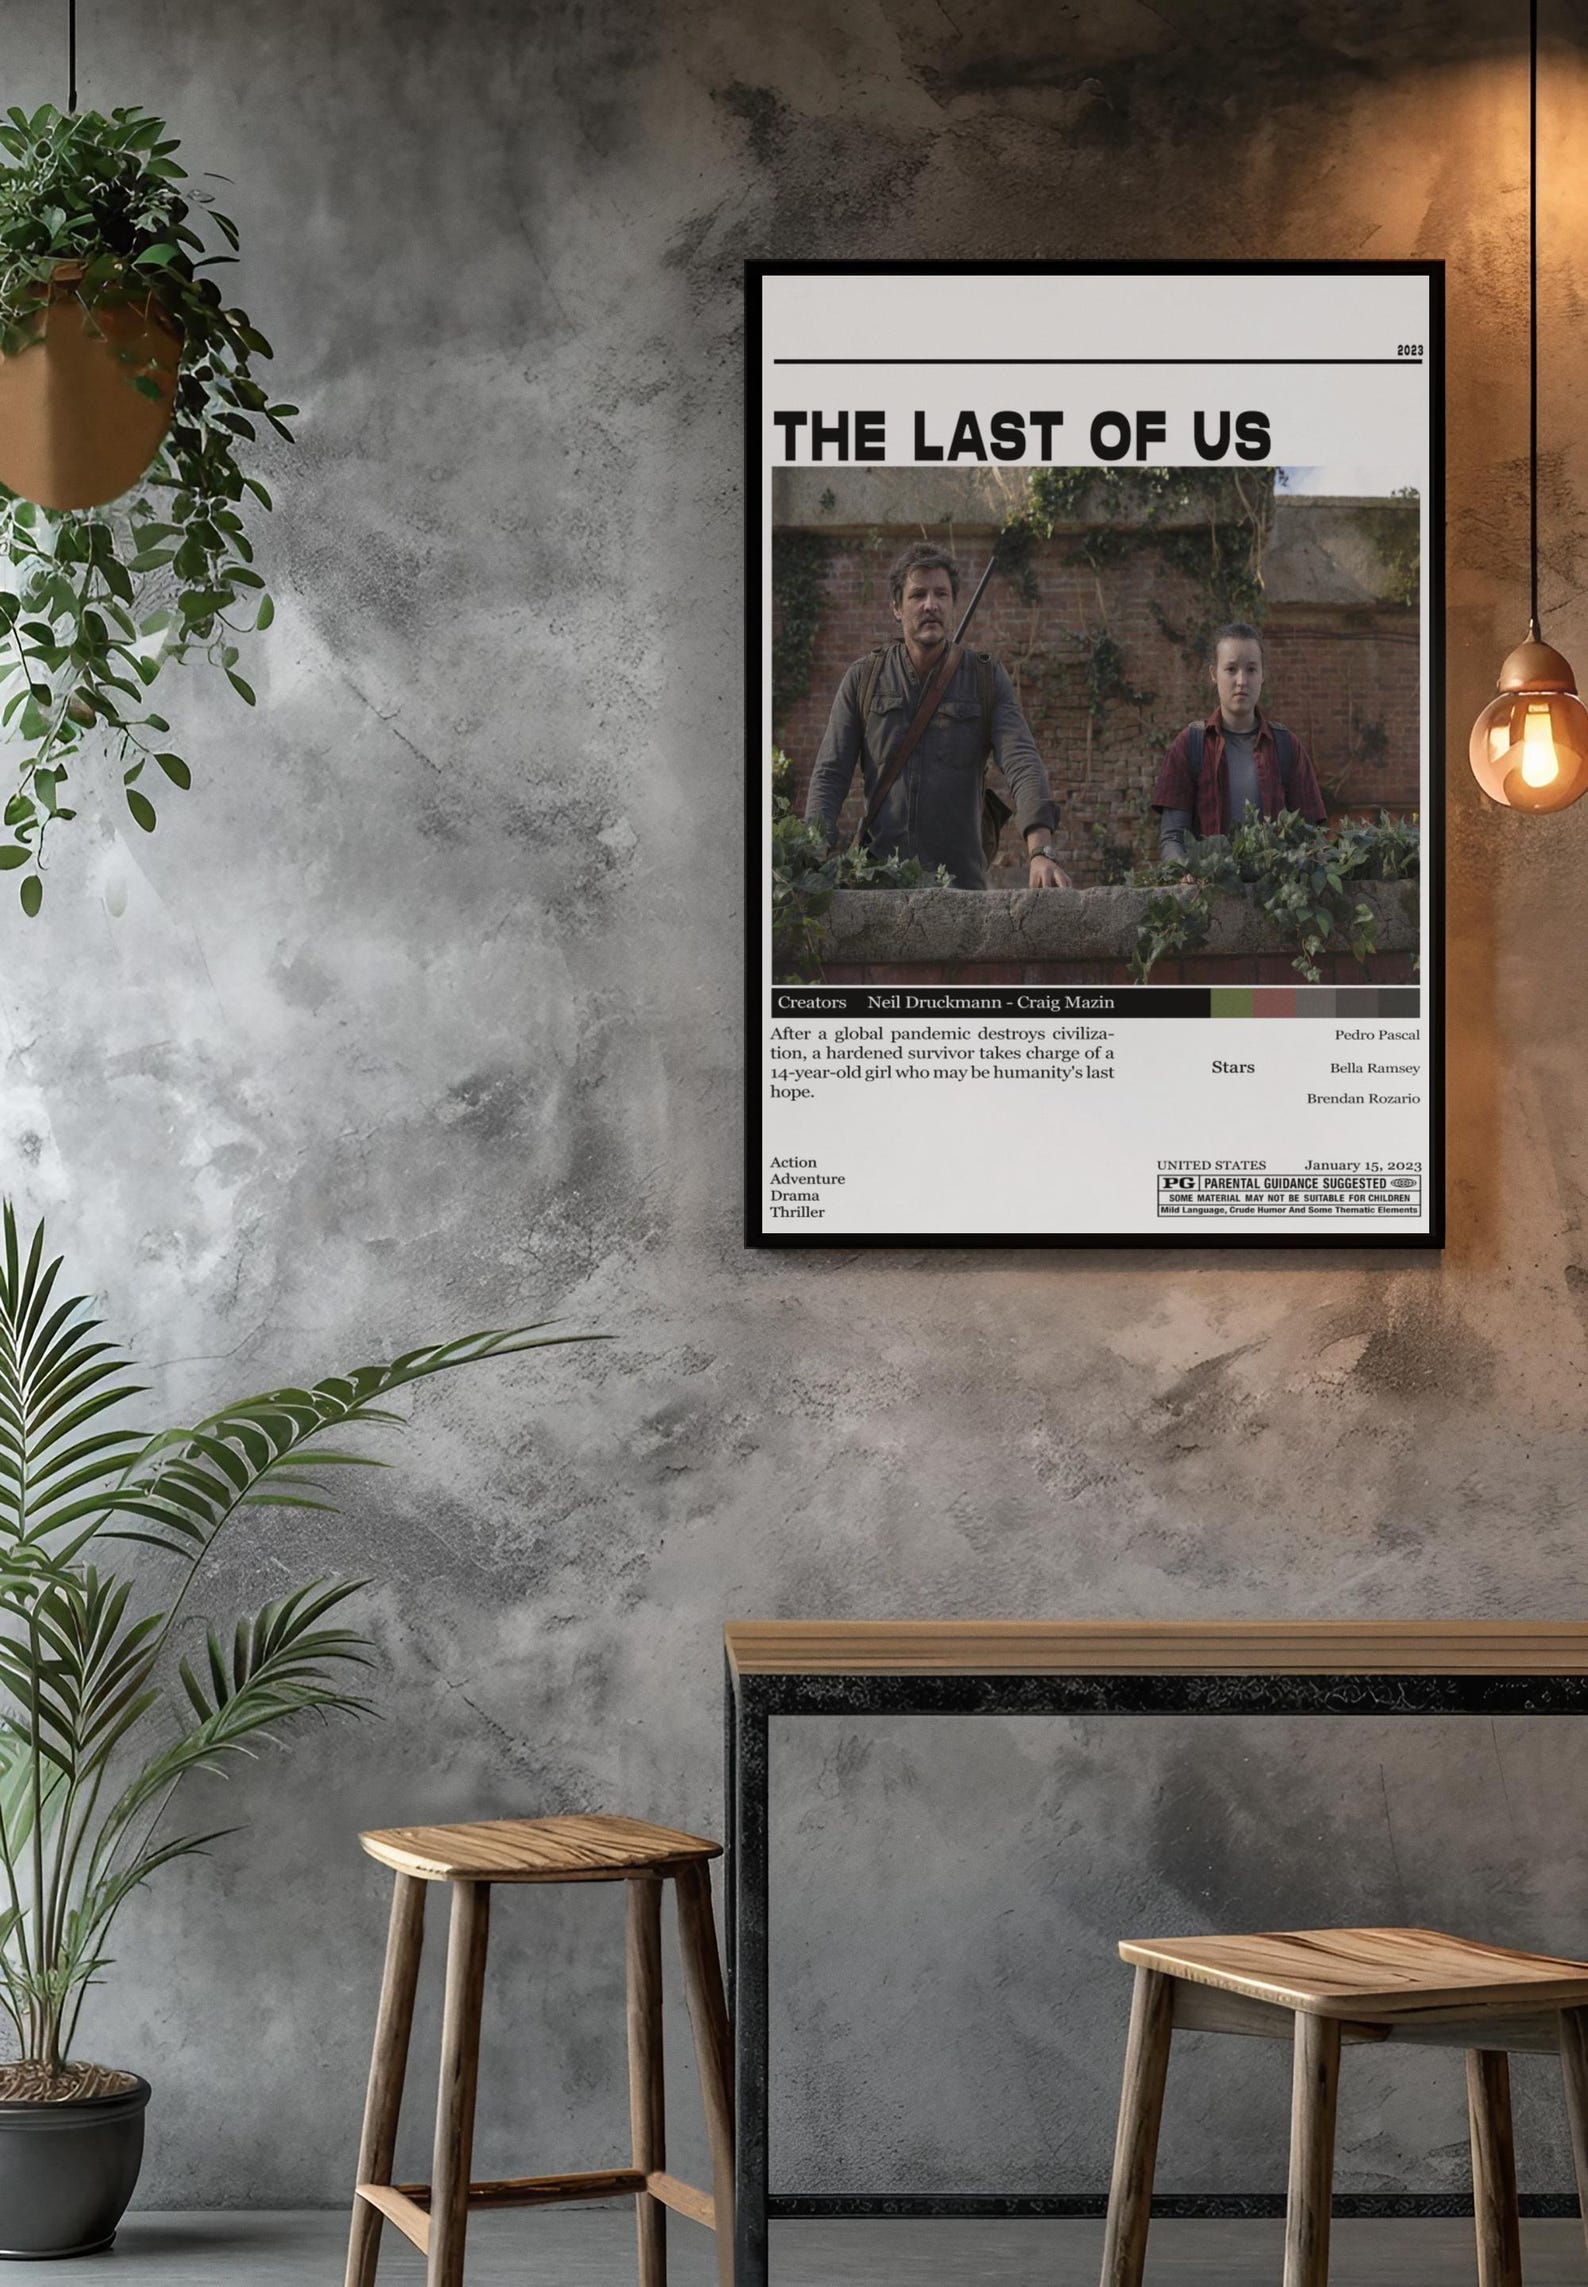 2023
THE LAST OF US
Creators Neil Druckmann - Craig Mazin
After a global pandemic destroys civiliza-
tion, a hardened survivor takes charge of a
14-year-old girl who may be humanity's last
hope.
Stars
Pedro Pascal
Bella Ramsey
Brendan Rozario
Action
Adventure
Drama
Thriller
UNITED STATES January 15, 2023
PG PARENTAL GUIDANCE SUGGESTED
SOME MATERIAL MAY NOT BE SUITABLE FOR CHILDREN
Mild Language, Crude Humor And Some Thematic Elements